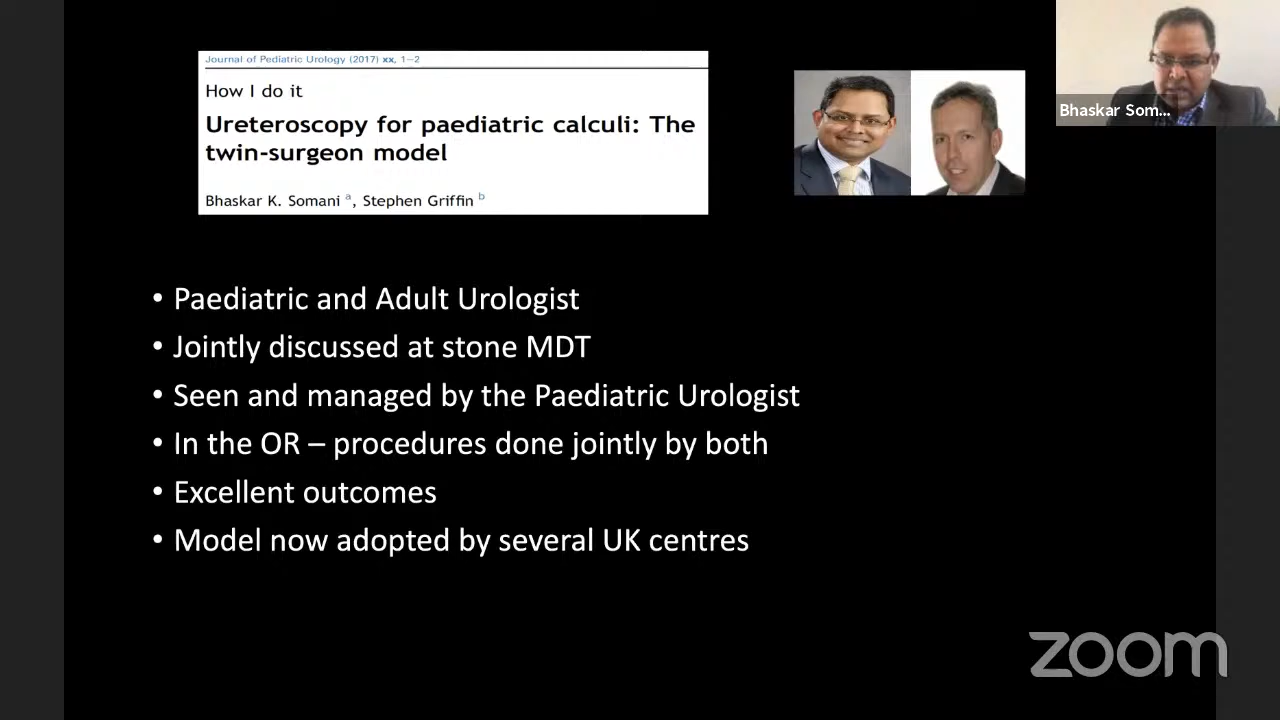 Journal of Pediatric Urology (2017) xx, 1–2
How I do it
Ureteroscopy for paediatric calculi: The
twin-surgeon model
Bhaskar K. Somani a, Stephen Griffin b
Bhaskar Som...
• Paediatric and Adult Urologist
• Jointly discussed at stone MDT
• Seen and managed by the Paediatric Urologist
• In the OR – procedures done jointly by both
• Excellent outcomes
• Model now adopted by several UK centres
zoom